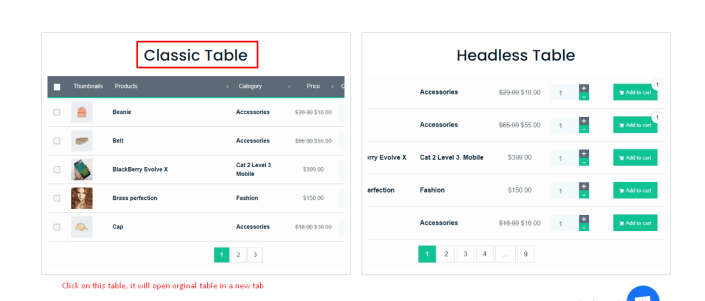 Classic Table
Thumbnails Products Category Price
Beanie Accessories $20.00 $18.00
Belt Accessories $65.00 $55.00
BlackBerry Evolve X Cat 2 Level 3, Mobile $399.00
Brass perfection Fashion $150.00
Cap Accessories $18.00 $16.00
1 2 3
Click on this table, it will open orginal table in a new tab
Headless Table
Accessories $20.00 $18.00 1 + - Add to cart 1
Accessories $65.00 $55.00 1 + - Add to cart 1
erry Evolve X Cat 2 Level 3, Mobile $399.00 1 + - Add to cart
erfection Fashion $150.00 1 + - Add to cart
Accessories $18.00 $16.00 1 + - Add to cart
1 2 3 4 ... 9